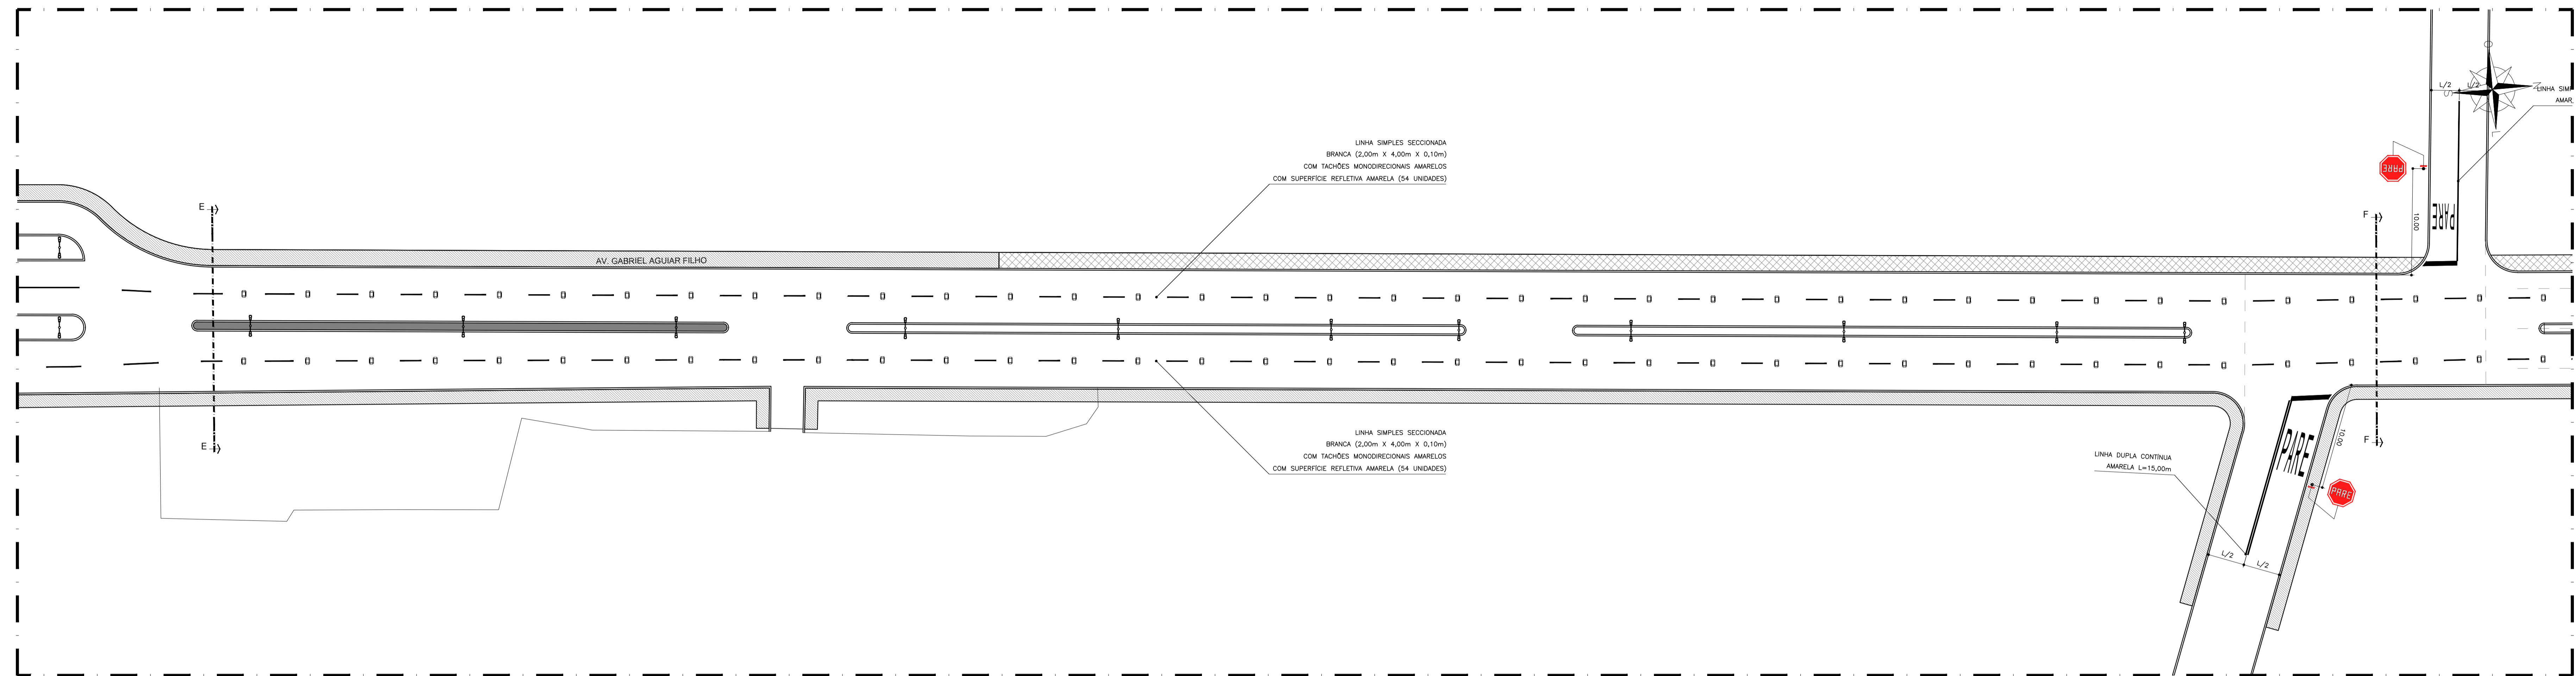 O
N
S
L
L/2
L/2
LINHA SIM
AMAR
LINHA SIMPLES SECCIONADA
BRANCA (2,00m X 4,00m X 0,10m)
COM TACHÕES MONODIRECIONAIS AMARELOS
COM SUPERFÍCIE REFLETIVA AMARELA (54 UNIDADES)
PARE
PARE
10.00
E
F
AV. GABRIEL AGUIAR FILHO
E
F
LINHA SIMPLES SECCIONADA
BRANCA (2,00m X 4,00m X 0,10m)
COM TACHÕES MONODIRECIONAIS AMARELOS
COM SUPERFÍCIE REFLETIVA AMARELA (54 UNIDADES)
LINHA DUPLA CONTÍNUA
AMARELA L=15,00m
PARE
10.00
PARE
L/2
L/2